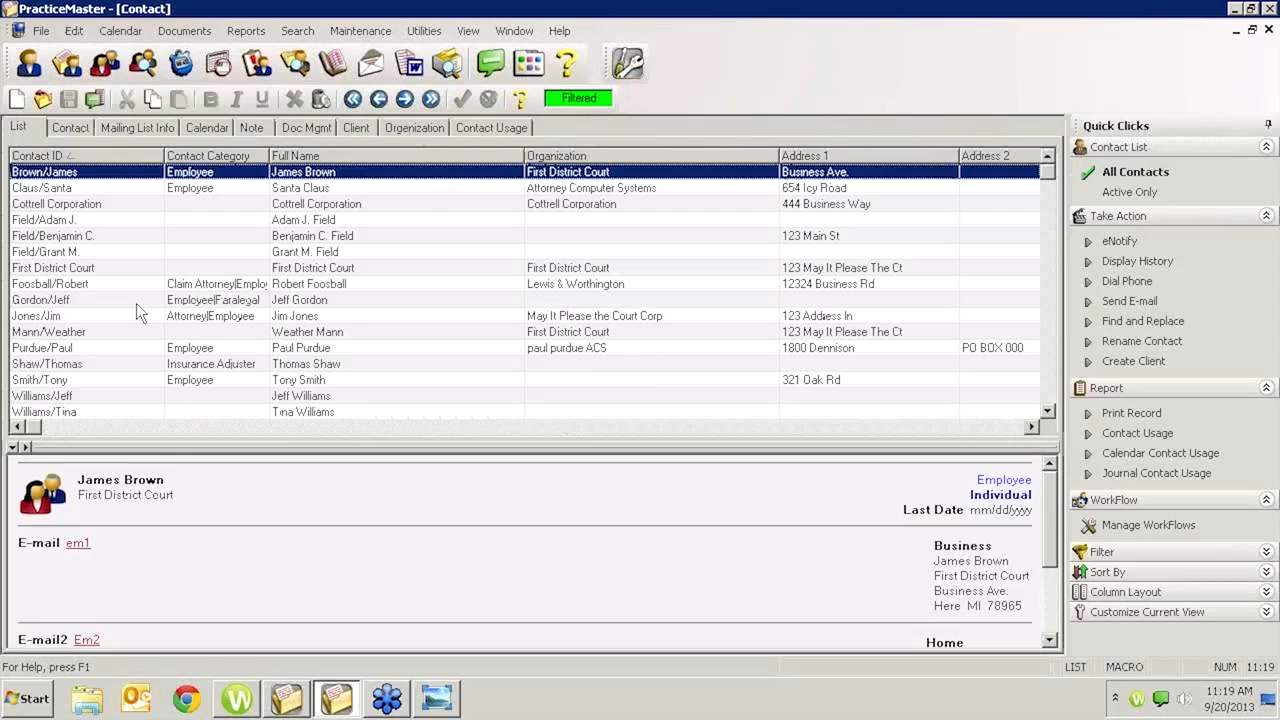 PracticeMaster - [Contact]
File Edit Calendar Documents Reports Search Maintenance Utilities View Window Help
Filtered
List Contact Mailing List Info Calendar Note Doc Mgmt Client Organization Contact Usage
Contact ID Contact Category Full Name Organization Address 1 Address 2
Brown/James Employee James Brown First District Court Business Ave.
Claus/Santa Employee Santa Claus Attorney Computer Systems 654 Icy Road
Cottrell Corporation Cottrell Corporation Cottrell Corporation 444 Business Way
Field/Adam J. Adam J. Field
Field/Benjamin C. Benjamin C. Field 123 Main St
Field/Grant M. Grant M. Field
First District Court First District Court First District Court 123 May It Please The Ct
Foosball/Robert Claim Attorney|Employ Robert Foosball Lewis & Worthington 12324 Business Rd
Gordon/Jeff Employee|Paralegal Jeff Gordon
Jones/Jim Attorney|Employee Jim Jones May It Please the Court Corp 123 Address ln
Mann/Weather Weather Mann First District Court 123 May It Please The Ct
Purdue/Paul Employee Paul Purdue paul purdue ACS 1800 Dennison PO BOX 000
Shaw/Thomas Insurance Adjuster Thomas Shaw
Smith/Tony Employee Tony Smith 321 Oak Rd
Williams/Jeff Jeff Williams
Williams/Tina Tina Williams
James Brown
First District Court
Employee
Individual
Last Date mm/dd/yyyy
E-mail em1
Business
James Brown
First District Court
Business Ave.
Here MI 78965
E-mail2 Em2
Home
Quick Clicks
Contact List
All Contacts
Active Only
Take Action
eNotify
Display History
Dial Phone
Send E-mail
Find and Replace
Rename Contact
Create Client
Report
Print Record
Contact Usage
Calendar Contact Usage
Journal Contact Usage
WorkFlow
Manage WorkFlows
Filter
Sort By
Column Layout
Customize Current View
For Help, press F1
LIST MACRO NUM 11:19
Start
11:19 AM
9/20/2013